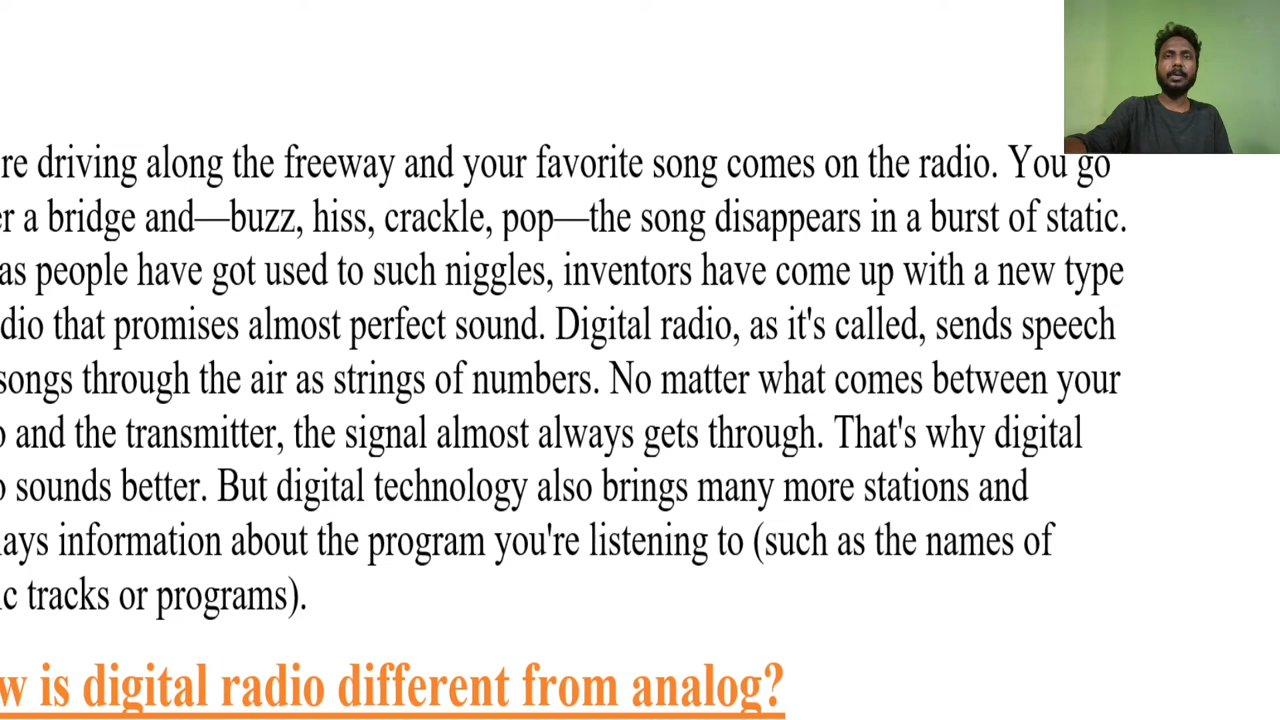 re driving along the freeway and your favorite song comes on the radio. You go
er a bridge and—buzz, hiss, crackle, pop—the song disappears in a burst of static.
as people have got used to such niggles, inventors have come up with a new type
dio that promises almost perfect sound. Digital radio, as it's called, sends speech
songs through the air as strings of numbers. No matter what comes between your
o and the transmitter, the signal almost always gets through. That's why digital
o sounds better. But digital technology also brings many more stations and
lays information about the program you're listening to (such as the names of
ic tracks or programs).
w is digital radio different from analog?